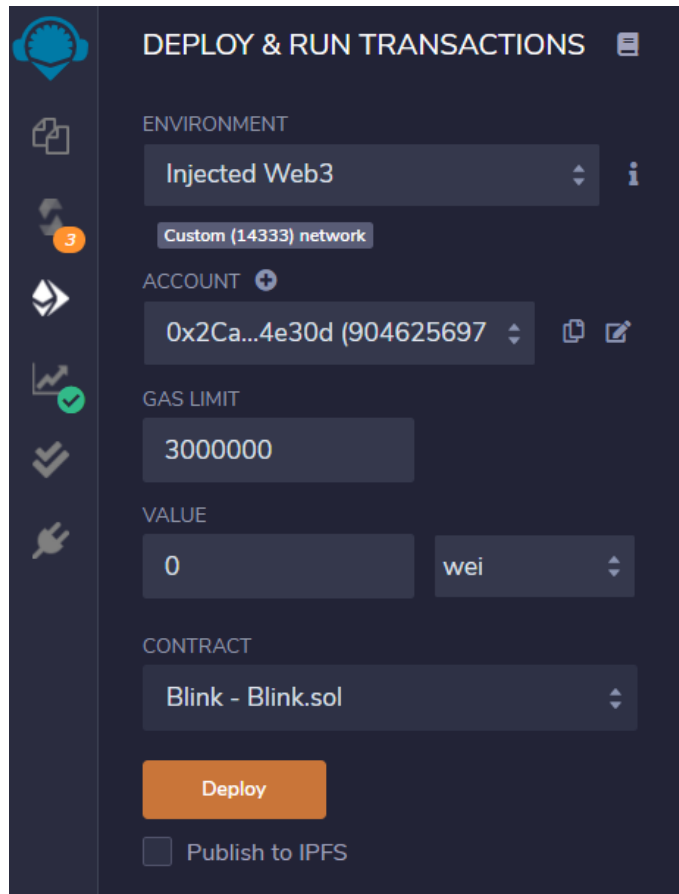 DEPLOY & RUN TRANSACTIONS
ENVIRONMENT
Injected Web3
Custom (14333) network
3
ACCOUNT
0x2Ca...4e30d (904625697
GAS LIMIT
3000000
VALUE
0 wei
CONTRACT
Blink - Blink.sol
Deploy
Publish to IPFS